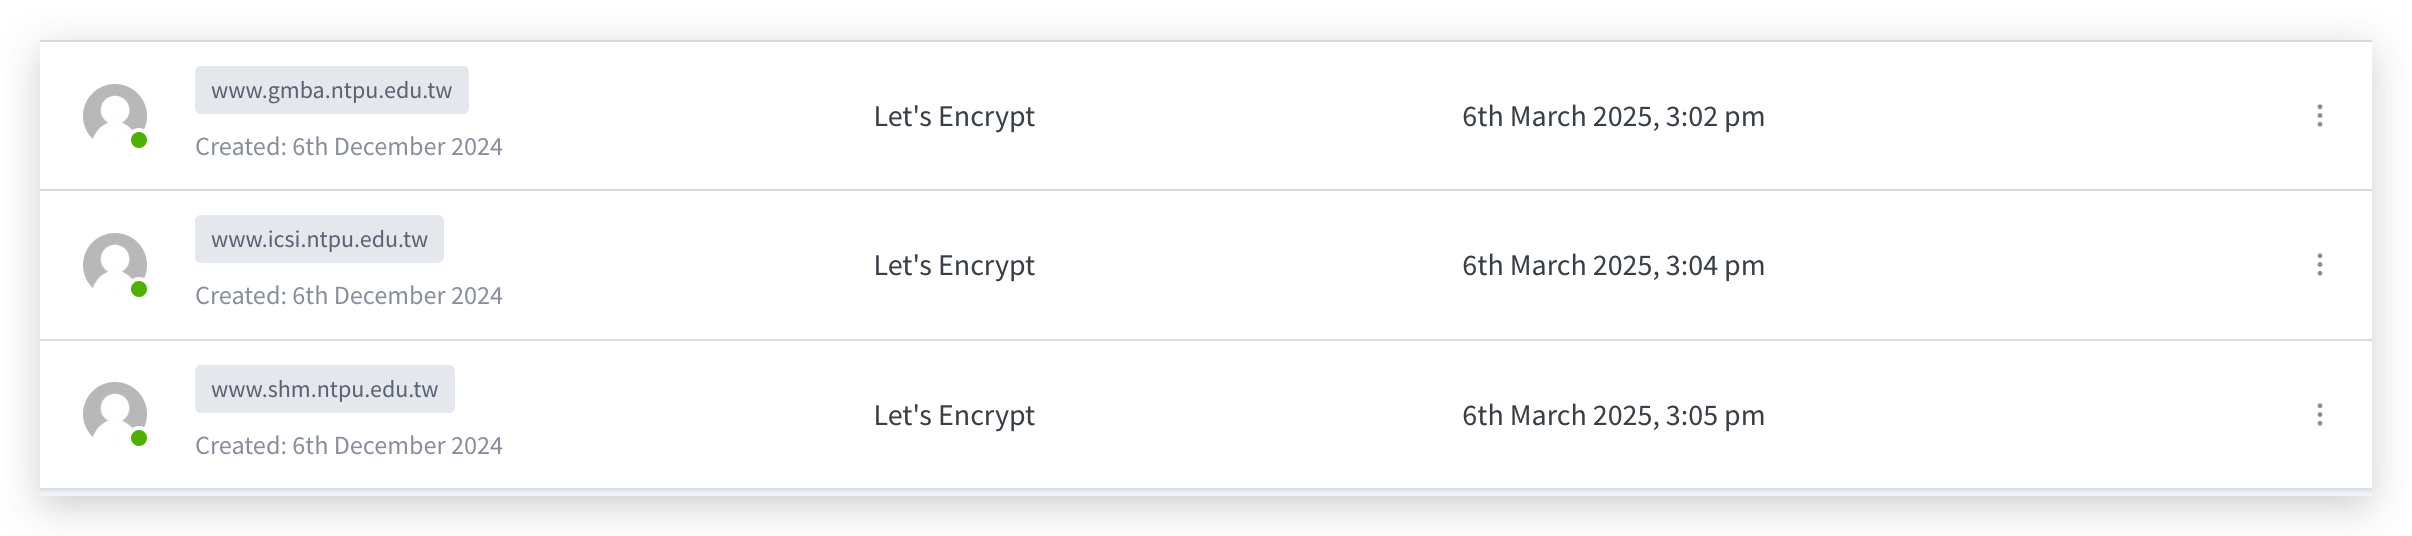 www.gmba.ntpu.edu.tw
Created: 6th December 2024
Let's Encrypt
6th March 2025, 3:02 pm
www.icsi.ntpu.edu.tw
Created: 6th December 2024
Let's Encrypt
6th March 2025, 3:04 pm
www.shm.ntpu.edu.tw
Created: 6th December 2024
Let's Encrypt
6th March 2025, 3:05 pm